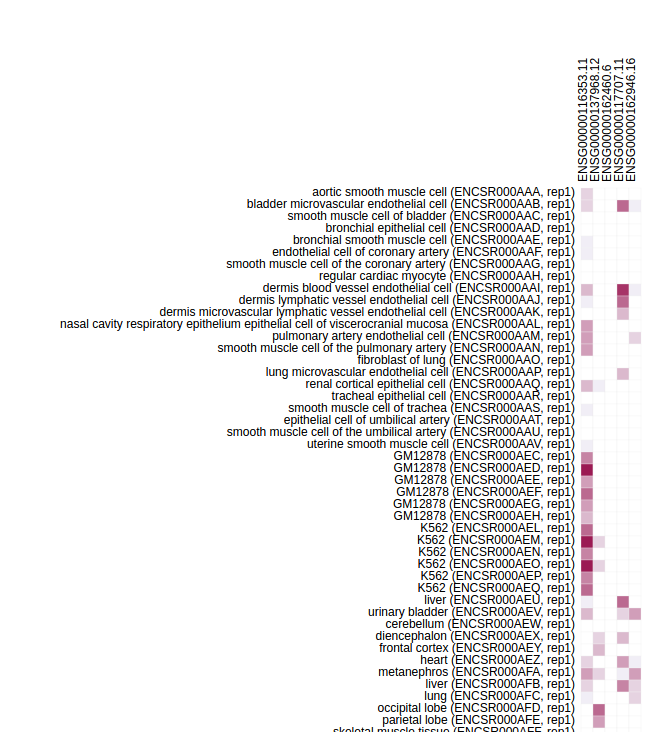 ENSG00000116353.11
ENSG00000137968.12
ENSG00000162460.6
ENSG00000117707.11
ENSG00000162946.16
aortic smooth muscle cell (ENCSR000AAA, rep1)
bladder microvascular endothelial cell (ENCSR000AAB, rep1)
smooth muscle cell of bladder (ENCSR000AAC, rep1)
bronchial epithelial cell (ENCSR000AAD, rep1)
bronchial smooth muscle cell (ENCSR000AAE, rep1)
endothelial cell of coronary artery (ENCSR000AAF, rep1)
smooth muscle cell of the coronary artery (ENCSR000AAG, rep1)
regular cardiac myocyte (ENCSR000AAH, rep1)
dermis blood vessel endothelial cell (ENCSR000AAI, rep1)
dermis lymphatic vessel endothelial cell (ENCSR000AAJ, rep1)
dermis microvascular lymphatic vessel endothelial cell (ENCSR000AAK, rep1)
nasal cavity respiratory epithelium epithelial cell of viscerocranial mucosa (ENCSR000AAL, rep1)
pulmonary artery endothelial cell (ENCSR000AAM, rep1)
smooth muscle cell of the pulmonary artery (ENCSR000AAN, rep1)
fibroblast of lung (ENCSR000AAO, rep1)
lung microvascular endothelial cell (ENCSR000AAP, rep1)
renal cortical epithelial cell (ENCSR000AAQ, rep1)
tracheal epithelial cell (ENCSR000AAR, rep1)
smooth muscle cell of trachea (ENCSR000AAS, rep1)
epithelial cell of umbilical artery (ENCSR000AAT, rep1)
smooth muscle cell of the umbilical artery (ENCSR000AAU, rep1)
uterine smooth muscle cell (ENCSR000AAV, rep1)
GM12878 (ENCSR000AEC, rep1)
GM12878 (ENCSR000AED, rep1)
GM12878 (ENCSR000AEE, rep1)
GM12878 (ENCSR000AEF, rep1)
GM12878 (ENCSR000AEG, rep1)
GM12878 (ENCSR000AEH, rep1)
K562 (ENCSR000AEL, rep1)
K562 (ENCSR000AEM, rep1)
K562 (ENCSR000AEN, rep1)
K562 (ENCSR000AEO, rep1)
K562 (ENCSR000AEP, rep1)
K562 (ENCSR000AEQ, rep1)
liver (ENCSR000AEU, rep1)
urinary bladder (ENCSR000AEV, rep1)
cerebellum (ENCSR000AEW, rep1)
diencephalon (ENCSR000AEX, rep1)
frontal cortex (ENCSR000AEY, rep1)
heart (ENCSR000AEZ, rep1)
metanephros (ENCSR000AFA, rep1)
liver (ENCSR000AFB, rep1)
lung (ENCSR000AFC, rep1)
occipital lobe (ENCSR000AFD, rep1)
parietal lobe (ENCSR000AFE, rep1)
skeletal muscle tissue (ENCSR000AFF, rep1)